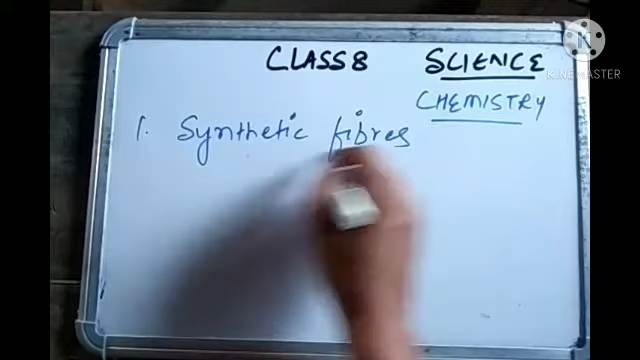 CLASS 8 SCIENCE
CHEMISTRY
1. Synthetic fibres
K
KINEMASTER